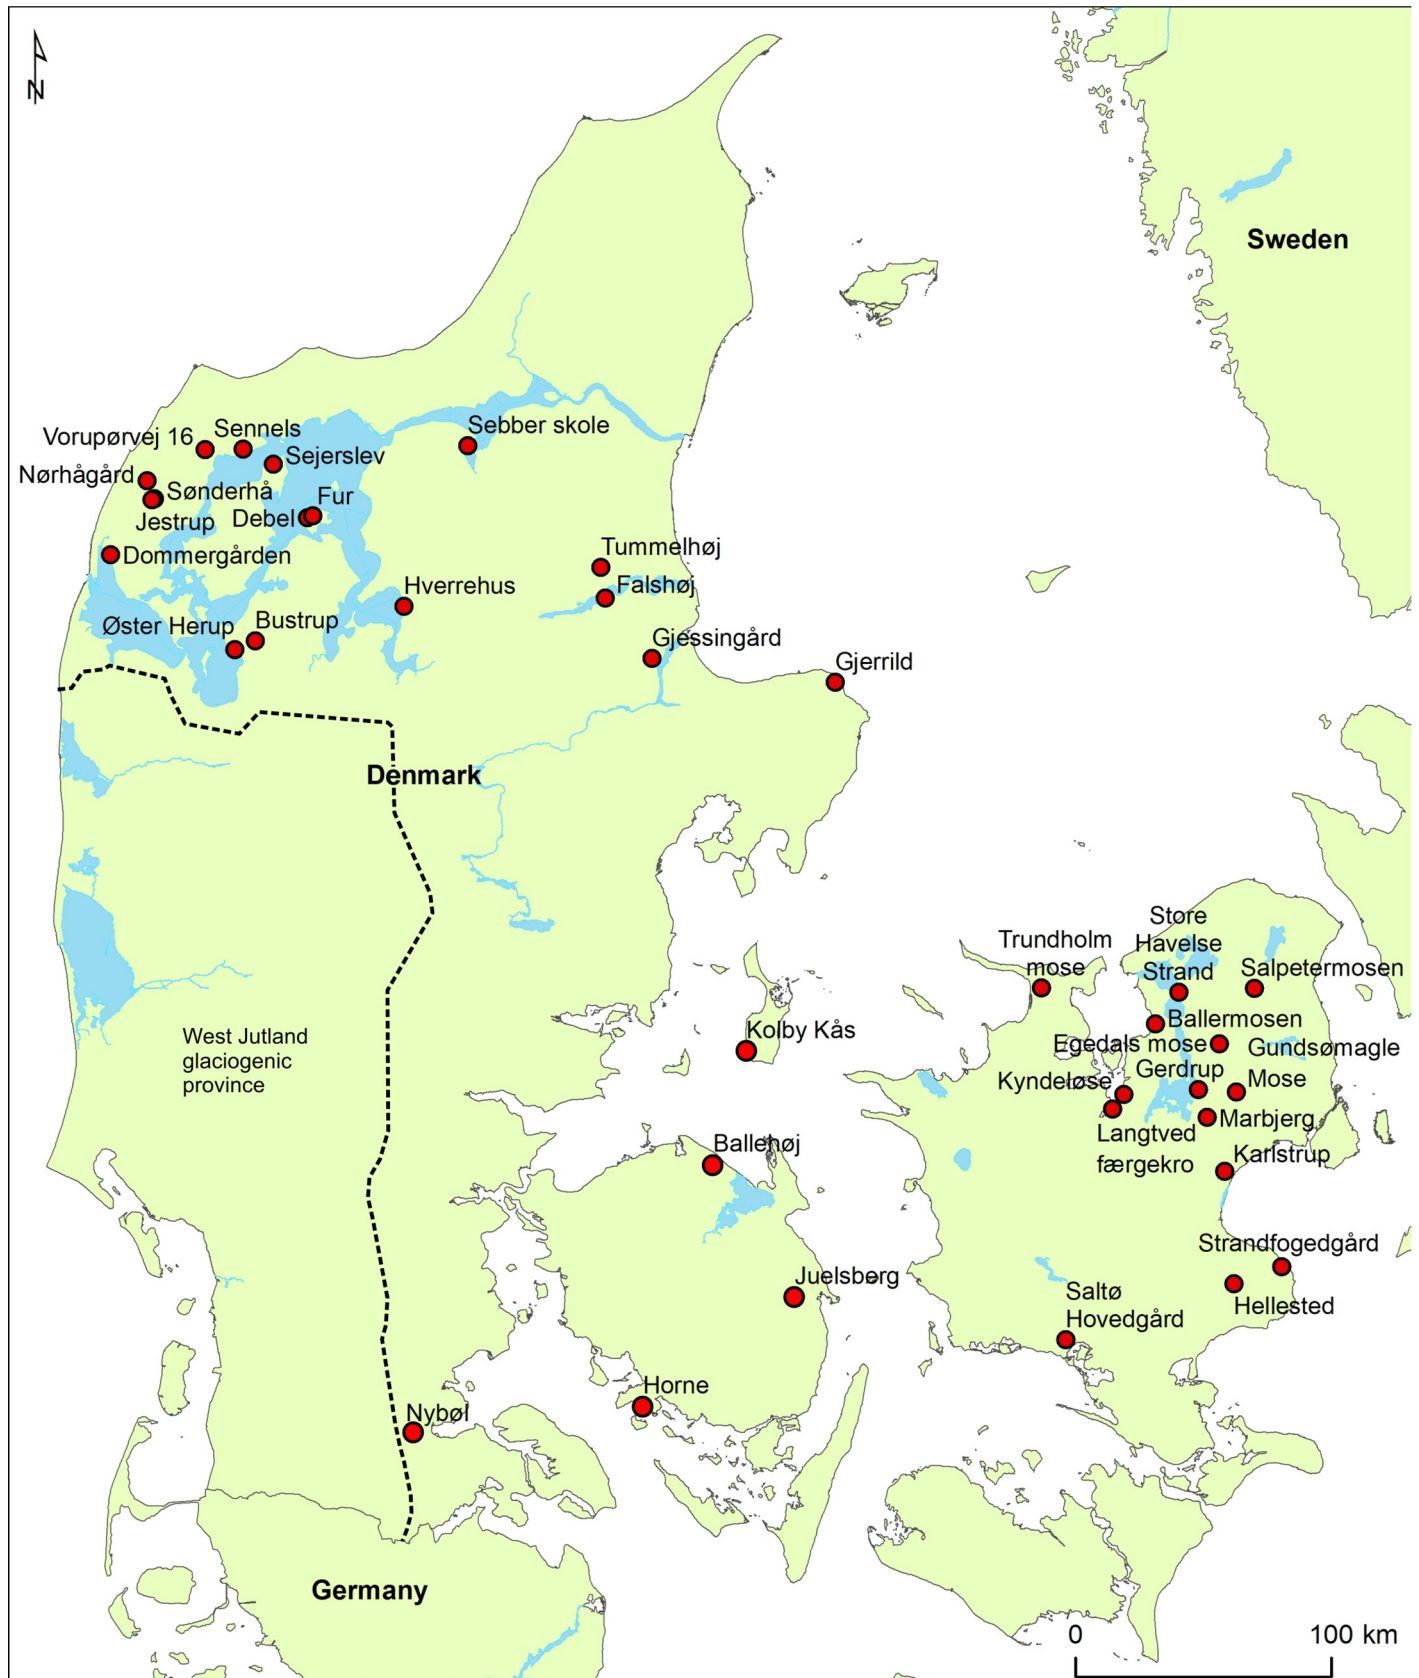 N
Sweden
Sennels
Vorupørvej 16
Sebber skole
Sejerslev
Nørhågård
Sønderhå
Fur
Jestrup
Debel
Dommergården
Tummelhøj
Falshøj
Hverrehus
Bustrup
Øster Herup
Gjessingård
Gjerrild
Denmark
West Jutland
glaciogenic
province
Store
Havelse
Strand
Trundholm
mose
Salpetermosen
Ballermosen
Kolby Kås
Egedals mose
Gundsømagle
Mose
Gerdrup
Kyndeløse
Marbjerg
Langtved
færgekro
Karlstrup
Ballehøj
Strandfogedgård
Juelsberg
Hellested
Saltø
Hovedgård
Horne
Nybøl
Germany
0 100 km